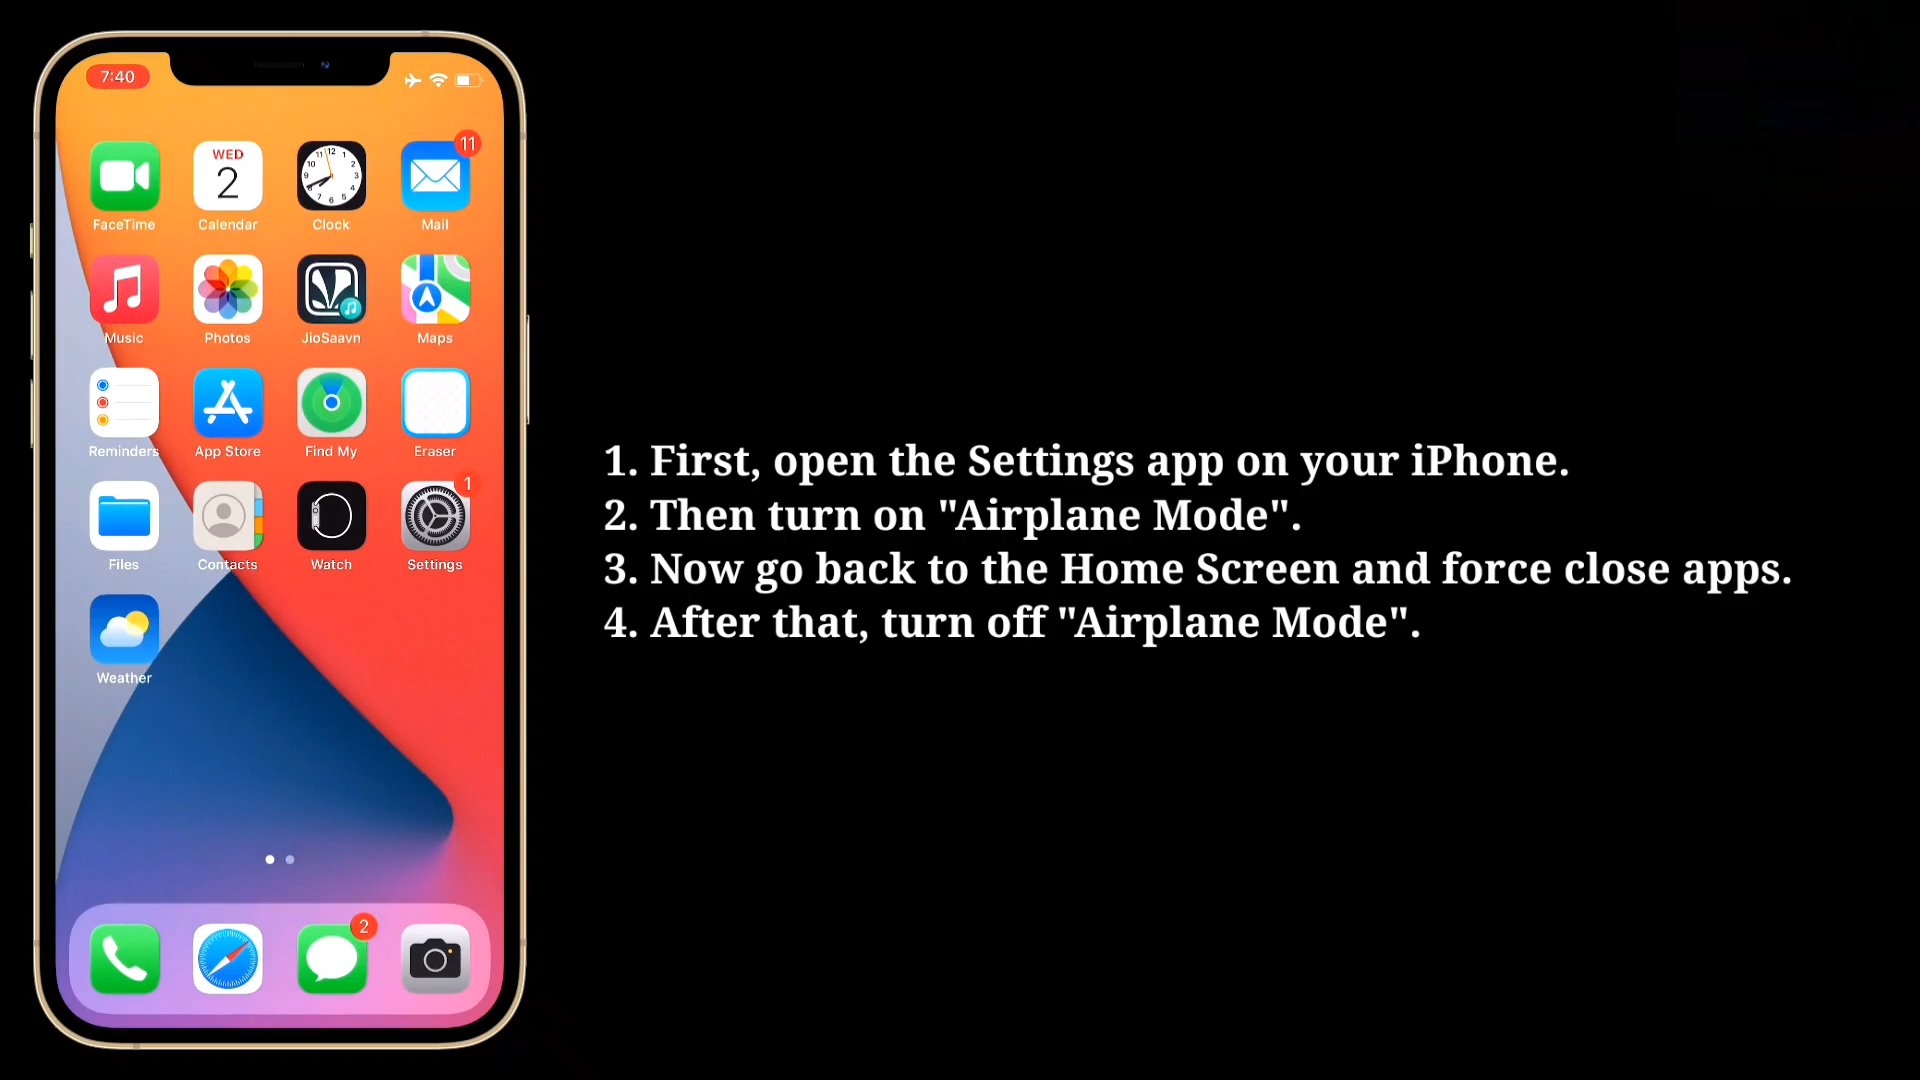 7:40
11
WED
2
FaceTime Calendar Clock Mail
Music Photos JioSaavn Maps
Reminders App Store Find My Eraser
1
Files Contacts Watch Settings
Weather
2
1. First, open the Settings app on your iPhone.
2. Then turn on "Airplane Mode".
3. Now go back to the Home Screen and force close apps.
4. After that, turn off "Airplane Mode".